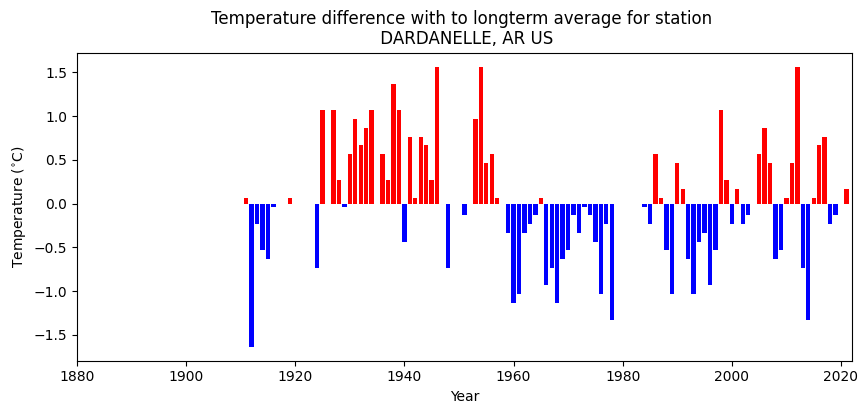 Temperature difference with to longterm average for station
DARDANELLE, AR US
1.5
1.0
0.5
0.0
−0.5
−1.0
−1.5
Temperature (°C)
1880 1900 1920 1940 1960 1980 2000 2020
Year